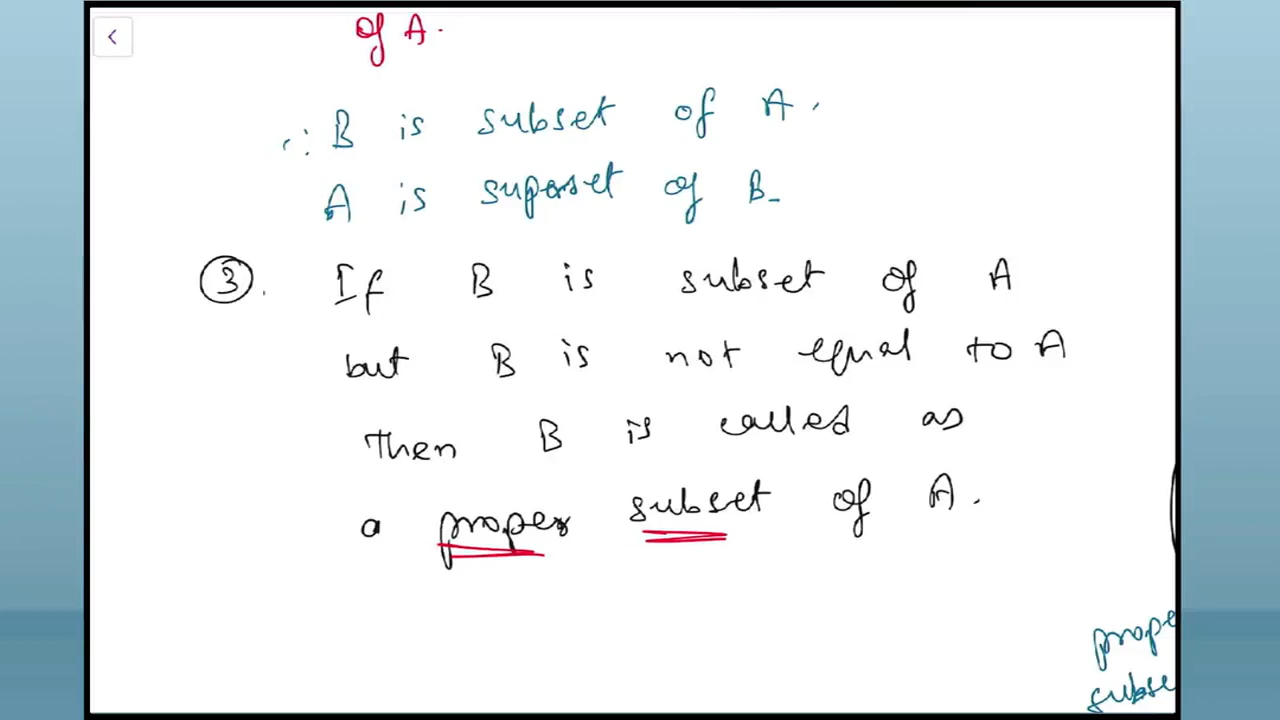 of A.
∴ B is subset of A.
A is superset of B.
③. If B is subset of A
but B is not equal to A
Then B is called as
a proper subset of A.
prope
subse